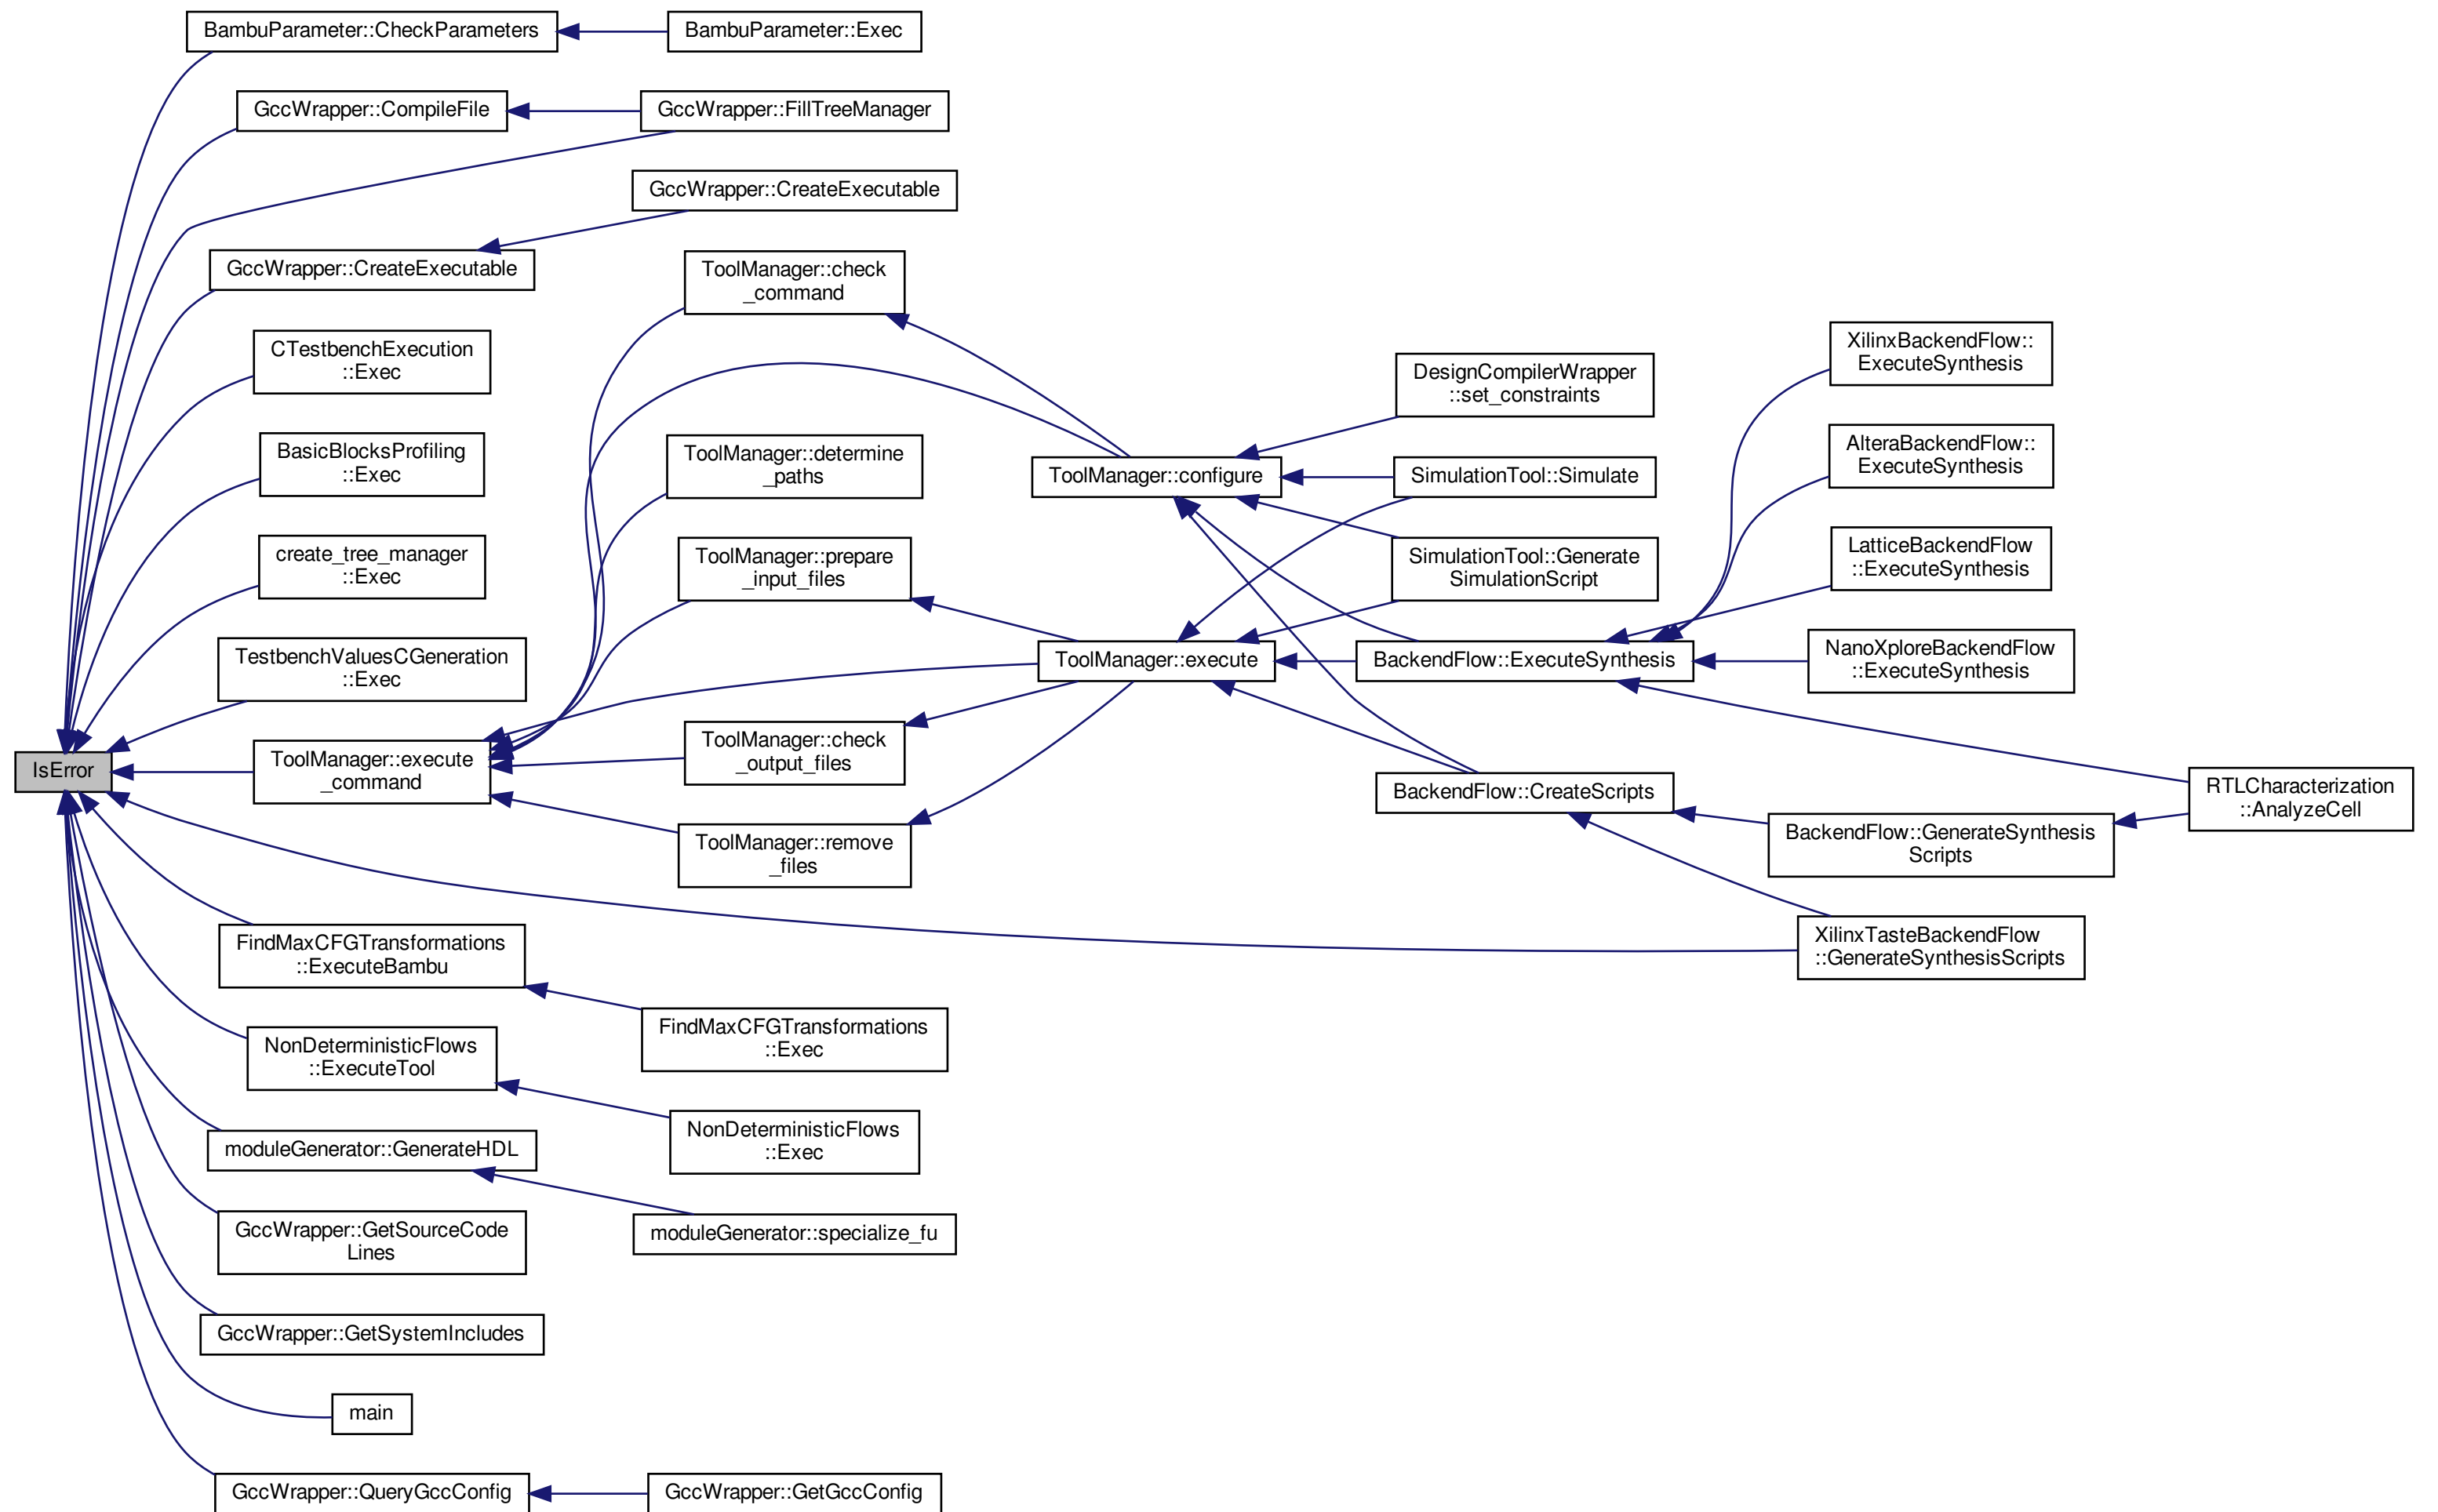 BambuParameter::CheckParameters
BambuParameter::Exec
GccWrapper::CompileFile
GccWrapper::FillTreeManager
GccWrapper::CreateExecutable
GccWrapper::CreateExecutable
CTestbenchExecution
::Exec
BasicBlocksProfiling
::Exec
create_tree_manager
::Exec
TestbenchValuesCGeneration
::Exec
IsError
ToolManager::execute
_command
ToolManager::check
_command
ToolManager::determine
_paths
ToolManager::prepare
_input_files
ToolManager::check
_output_files
ToolManager::remove
_files
ToolManager::configure
ToolManager::execute
DesignCompilerWrapper
::set_constraints
SimulationTool::Simulate
SimulationTool::Generate
SimulationScript
BackendFlow::ExecuteSynthesis
BackendFlow::CreateScripts
XilinxBackendFlow::
ExecuteSynthesis
AlteraBackendFlow::
ExecuteSynthesis
LatticeBackendFlow
::ExecuteSynthesis
NanoXploreBackendFlow
::ExecuteSynthesis
RTLCharacterization
::AnalyzeCell
BackendFlow::GenerateSynthesis
Scripts
XilinxTasteBackendFlow
::GenerateSynthesisScripts
FindMaxCFGTransformations
::ExecuteBambu
FindMaxCFGTransformations
::Exec
NonDeterministicFlows
::ExecuteTool
NonDeterministicFlows
::Exec
moduleGenerator::GenerateHDL
moduleGenerator::specialize_fu
GccWrapper::GetSourceCode
Lines
GccWrapper::GetSystemIncludes
main
GccWrapper::QueryGccConfig
GccWrapper::GetGccConfig